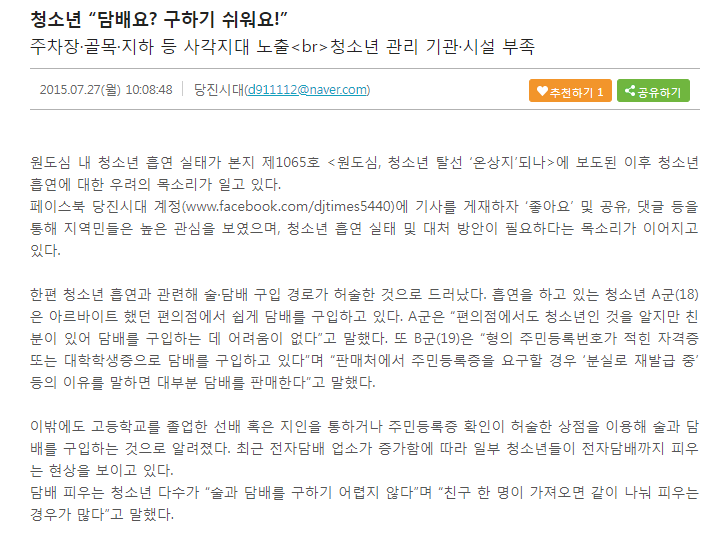 청소년 “담배요? 구하기 쉬워요!”
주차장·골목·지하 등 사각지대 노출<br>청소년 관리 기관·시설 부족
2015.07.27(월) 10:08:48 당진시대(d911112@naver.com) 추천하기 1 공유하기
원도심 내 청소년 흡연 실태가 본지 제1065호 <원도심, 청소년 탈선 ‘온상지’되나>에 보도된 이후 청소년
흡연에 대한 우려의 목소리가 일고 있다.
페이스북 당진시대 계정(www.facebook.com/djtimes5440)에 기사를 게재하자 ‘좋아요’ 및 공유, 댓글 등을
통해 지역민들은 높은 관심을 보였으며, 청소년 흡연 실태 및 대처 방안이 필요하다는 목소리가 이어지고
있다.
한편 청소년 흡연과 관련해 술·담배 구입 경로가 허술한 것으로 드러났다. 흡연을 하고 있는 청소년 A군(18)
은 아르바이트 했던 편의점에서 쉽게 담배를 구입하고 있다. A군은 “편의점에서도 청소년인 것을 알지만 친
분이 있어 담배를 구입하는 데 어려움이 없다”고 말했다. 또 B군(19)은 “형의 주민등록번호가 적힌 자격증
또는 대학학생증으로 담배를 구입하고 있다”며 “판매처에서 주민등록증을 요구할 경우 ‘분실로 재발급 중’
등의 이유를 말하면 대부분 담배를 판매한다”고 말했다.
이밖에도 고등학교를 졸업한 선배 혹은 지인을 통하거나 주민등록증 확인이 허술한 상점을 이용해 술과 담
배를 구입하는 것으로 알려졌다. 최근 전자담배 업소가 증가함에 따라 일부 청소년들이 전자담배까지 피우
는 현상을 보이고 있다.
담배 피우는 청소년 다수가 “술과 담배를 구하기 어렵지 않다”며 “친구 한 명이 가져오면 같이 나눠 피우는
경우가 많다”고 말했다.